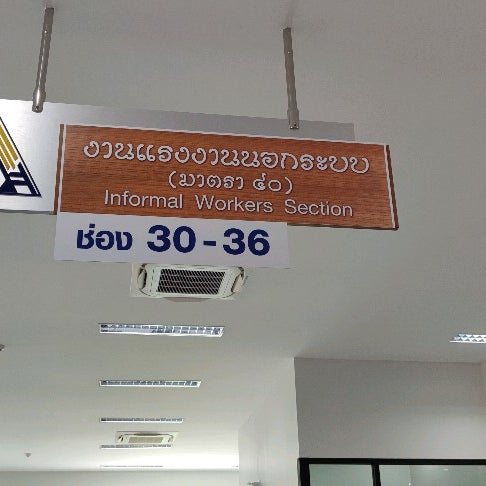 งานแรงงานนอกระบบ
(มาตรา ๔๐)
Informal Workers Section
ช่อง 30 - 36